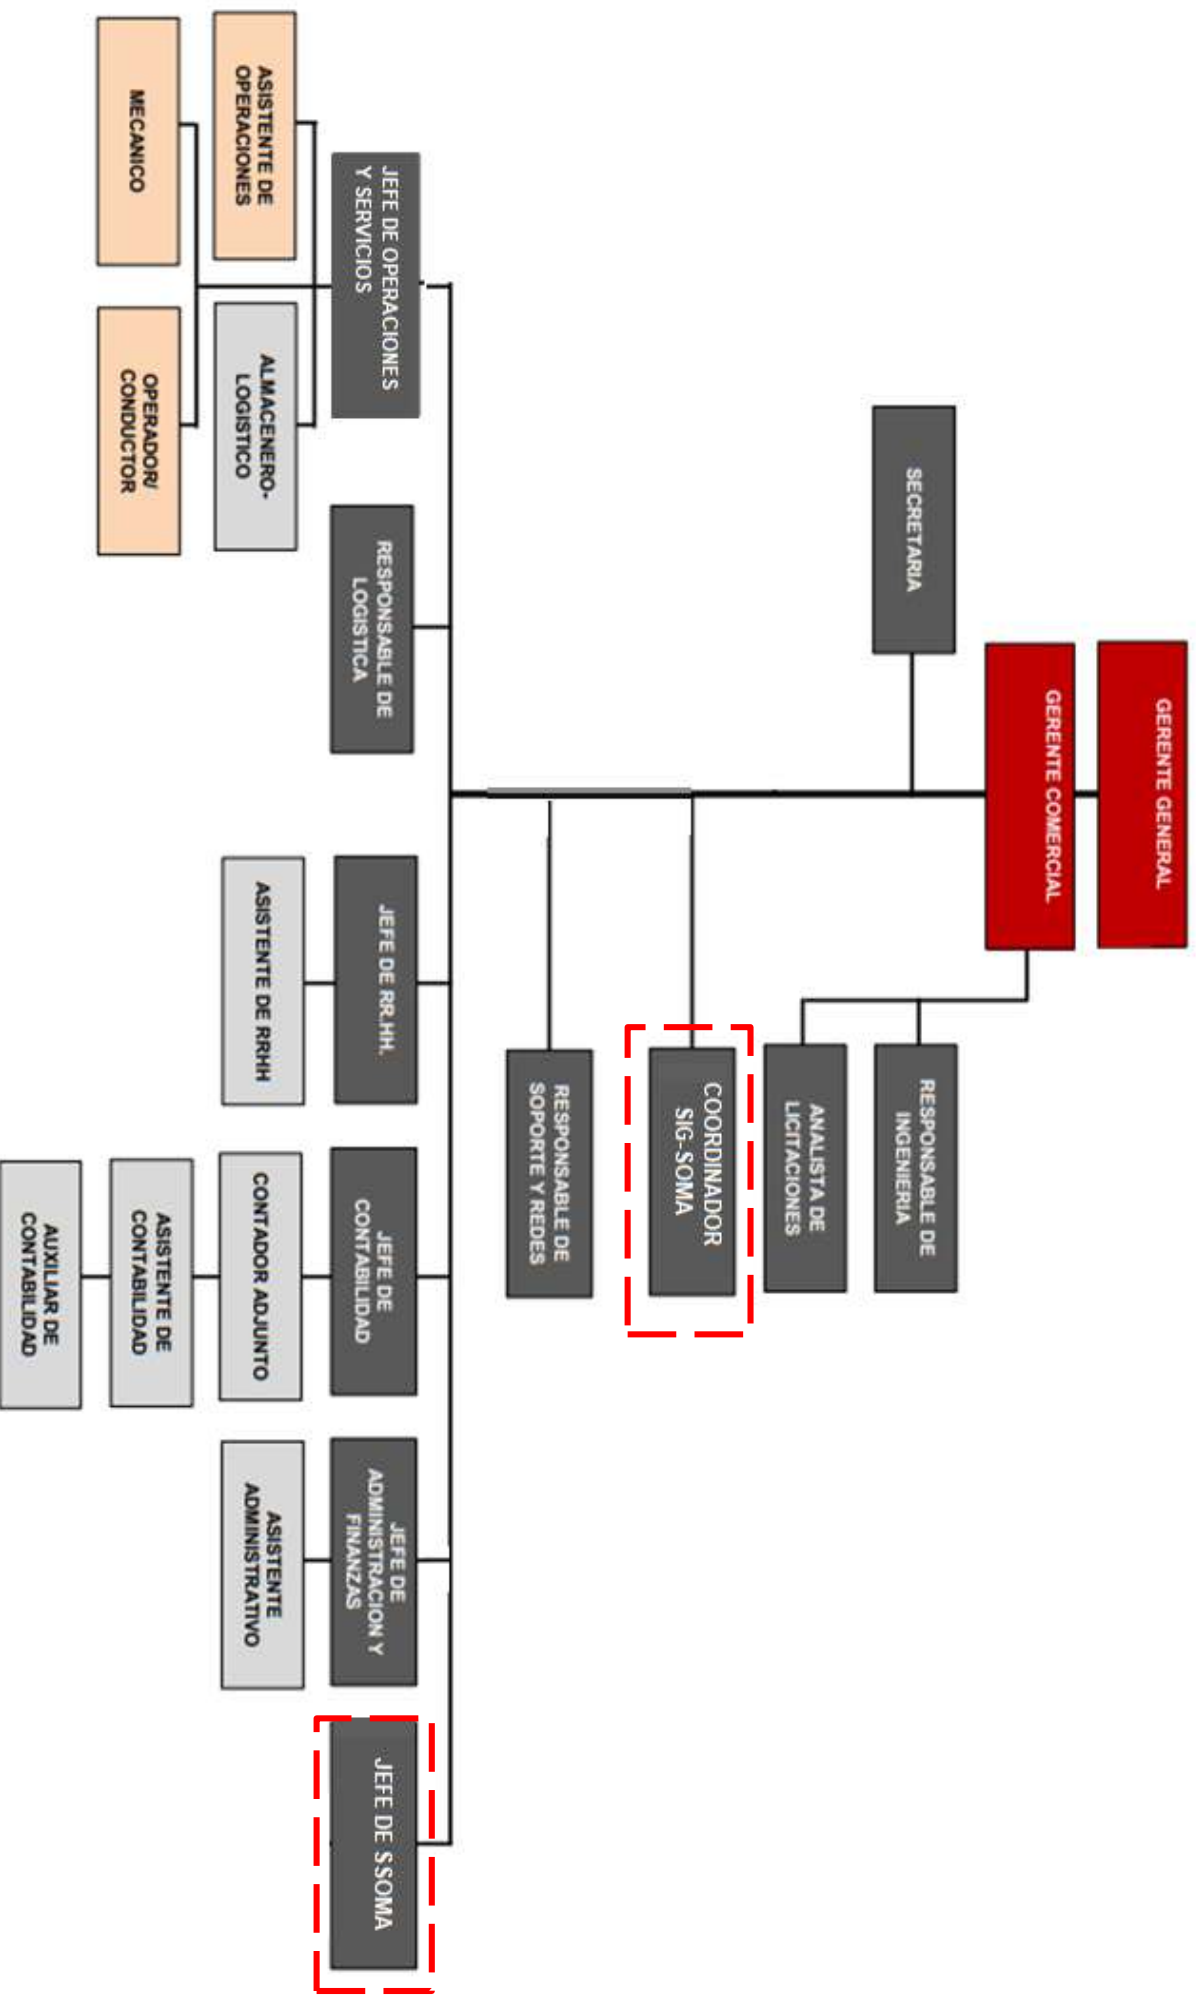 GERENTE GENERAL
GERENTE COMERCIAL
SECRETARIA
RESPONSABLE DE
INGENIERIA
ANALISTA DE
LICITACIONES
COORDINADOR
SIG-SOMA
RESPONSABLE DE
SOPORTE Y REDES
JEFE DE OPERACIONES
Y SERVICIOS
RESPONSABLE DE
LOGISTICA
JEFE DE RR.HH.
JEFE DE
CONTABILIDAD
JEFE DE
ADMINISTRACION Y
FINANZAS
JEFE DE SSOMA
ASISTENTE DE
OPERACIONES
ALMACENERO-
LOGISTICO
ASISTENTE DE RRHH
CONTADOR ADJUNTO
ASISTENTE
ADMINISTRATIVO
MECANICO
OPERADOR/
CONDUCTOR
ASISTENTE DE
CONTABILIDAD
AUXILIAR DE
CONTABILIDAD